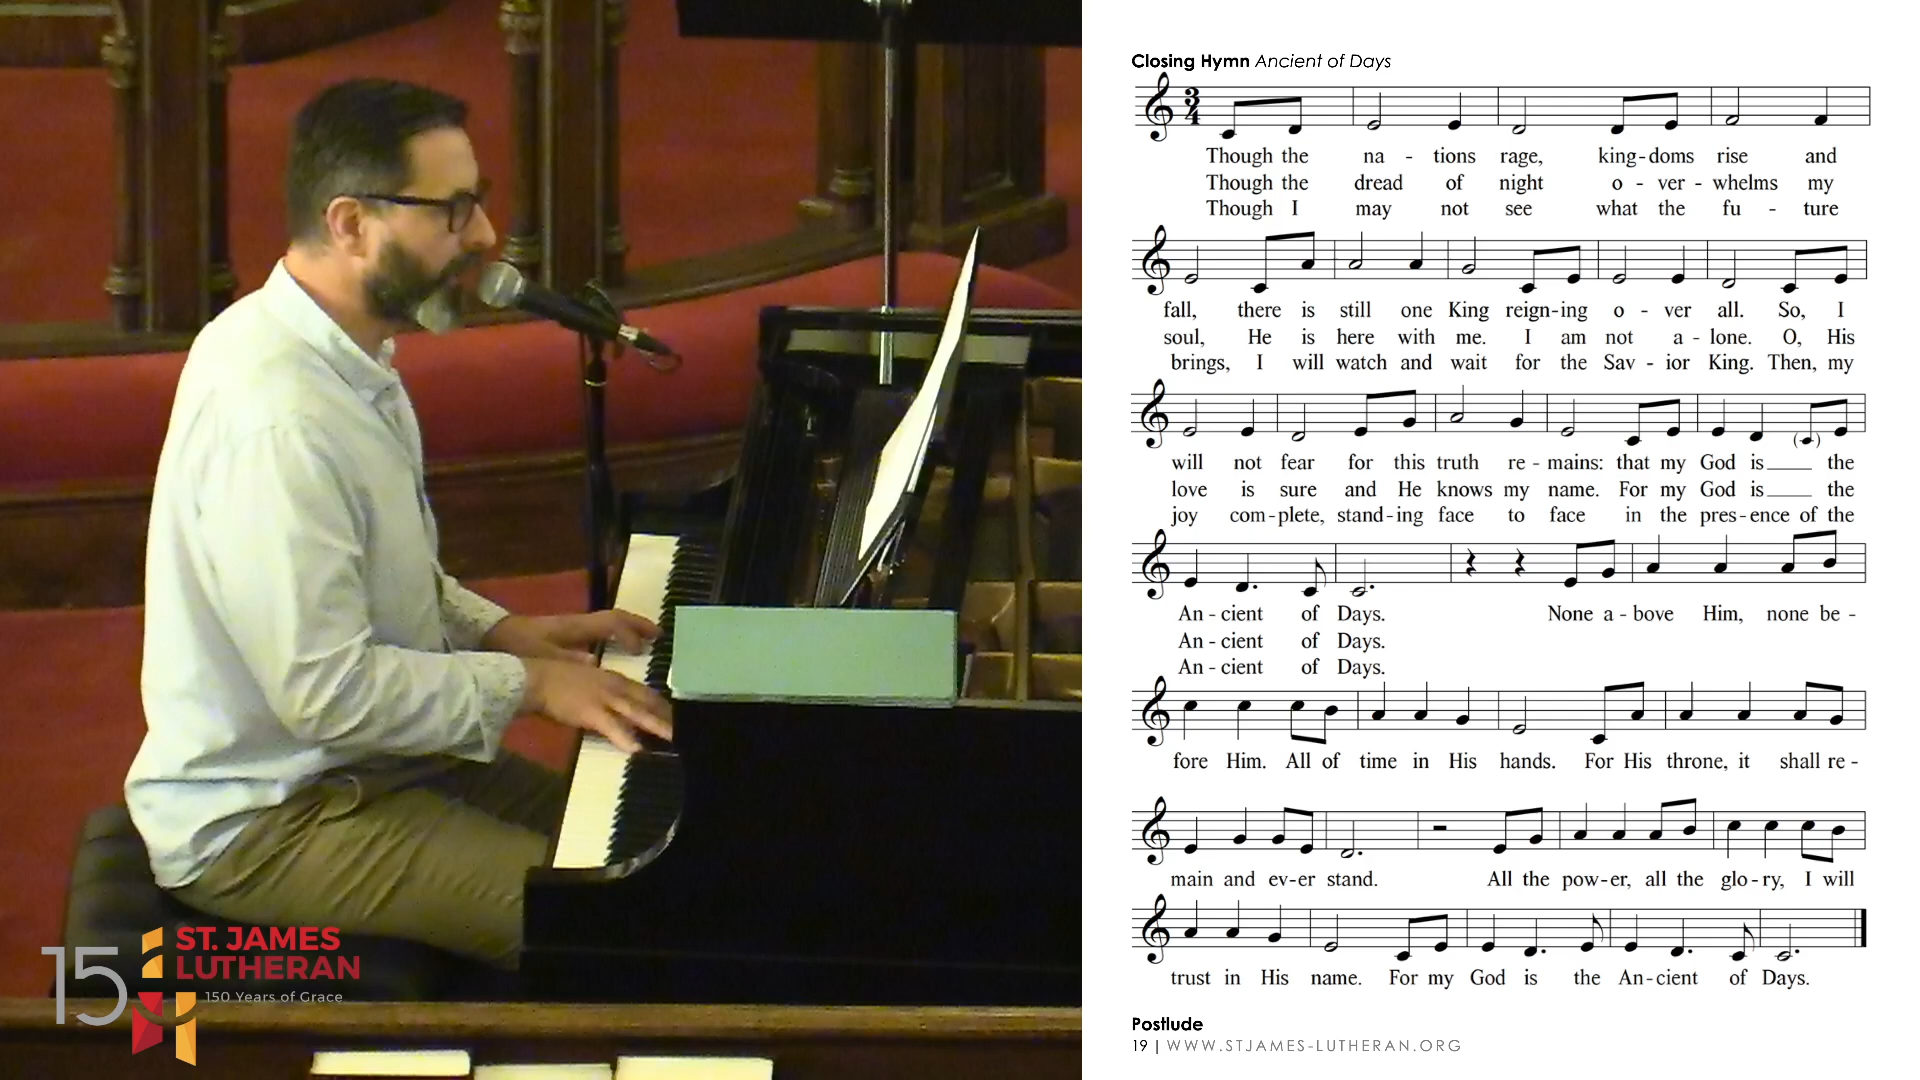 Closing Hymn Ancient of Days
3
4
Though the na - tions rage, king - doms rise and
Though the dread of night o - ver - whelms my
Though I may not see what the fu - ture
fall, there is still one King reign - ing o - ver all. So, I
soul, He is here with me. I am not a - lone. O, His
brings, I will watch and wait for the Sav - ior King. Then, my
will not fear for this truth re - mains: that my God is____ the
love is sure and He knows my name. For my God is____ the
joy com - plete, stand - ing face to face in the pres - ence of the
An - cient of Days. None a - bove Him, none be -
An - cient of Days.
An - cient of Days.
fore Him. All of time in His hands. For His throne, it shall re -
main and ev - er stand. All the pow - er, all the glo - ry, I will
trust in His name. For my God is the An - cient of Days.
Postlude
19 | WWW.STJAMES-LUTHERAN.ORG
150
ST. JAMES
LUTHERAN
150 Years of Grace